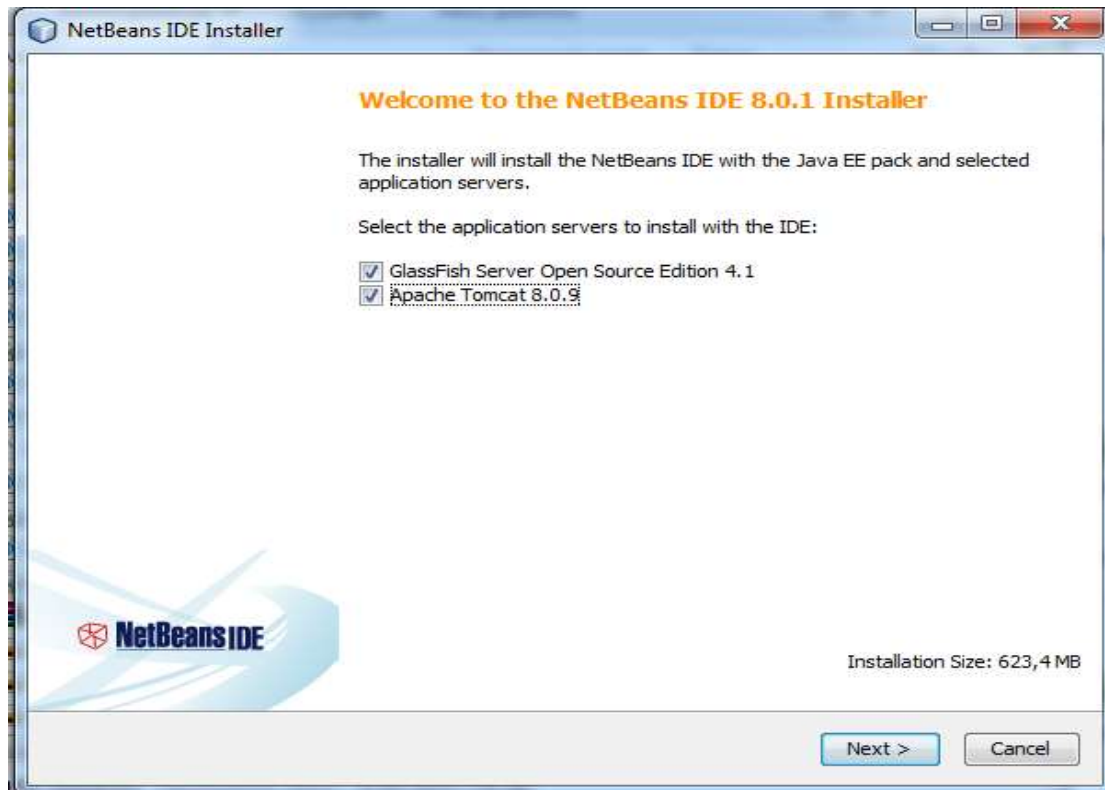 NetBeans IDE Installer
Welcome to the NetBeans IDE 8.0.1 Installer
The installer will install the NetBeans IDE with the Java EE pack and selected
application servers.
Select the application servers to install with the IDE:
GlassFish Server Open Source Edition 4.1
Apache Tomcat 8.0.9
NetBeans IDE
Installation Size: 623,4 MB
Next >
Cancel